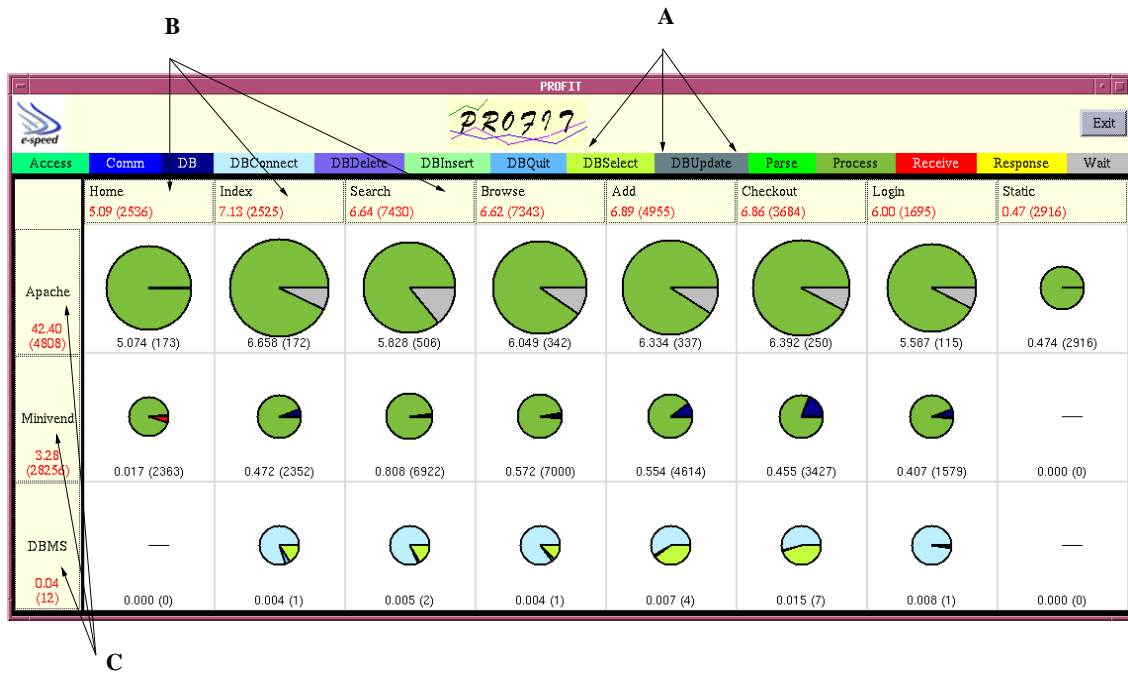 A
B
PROFIT
e-speed
PROFIT
Exit
Access Comm DB DBConnect DBDelete DBInsert DBQuit DBSelect DBUpdate Parse Process Receive Response Wait
Home Index Search Browse Add Checkout Login Static
5.09 (2536) 7.13 (2525) 6.64 (7430) 6.62 (7343) 6.89 (4955) 6.86 (3684) 6.00 (1695) 0.47 (2916)
Apache
42.40
(4808)
5.074 (173) 6.658 (172) 5.828 (506) 6.049 (342) 6.334 (337) 6.392 (250) 5.587 (115) 0.474 (2916)
Minivend
3.28
(28256)
0.017 (2363) 0.472 (2352) 0.808 (6922) 0.572 (7000) 0.554 (4614) 0.455 (3427) 0.407 (1579) 0.000 (0)
DBMS
0.04
(12)
0.000 (0) 0.004 (1) 0.005 (2) 0.004 (1) 0.007 (4) 0.015 (7) 0.008 (1) 0.000 (0)
C